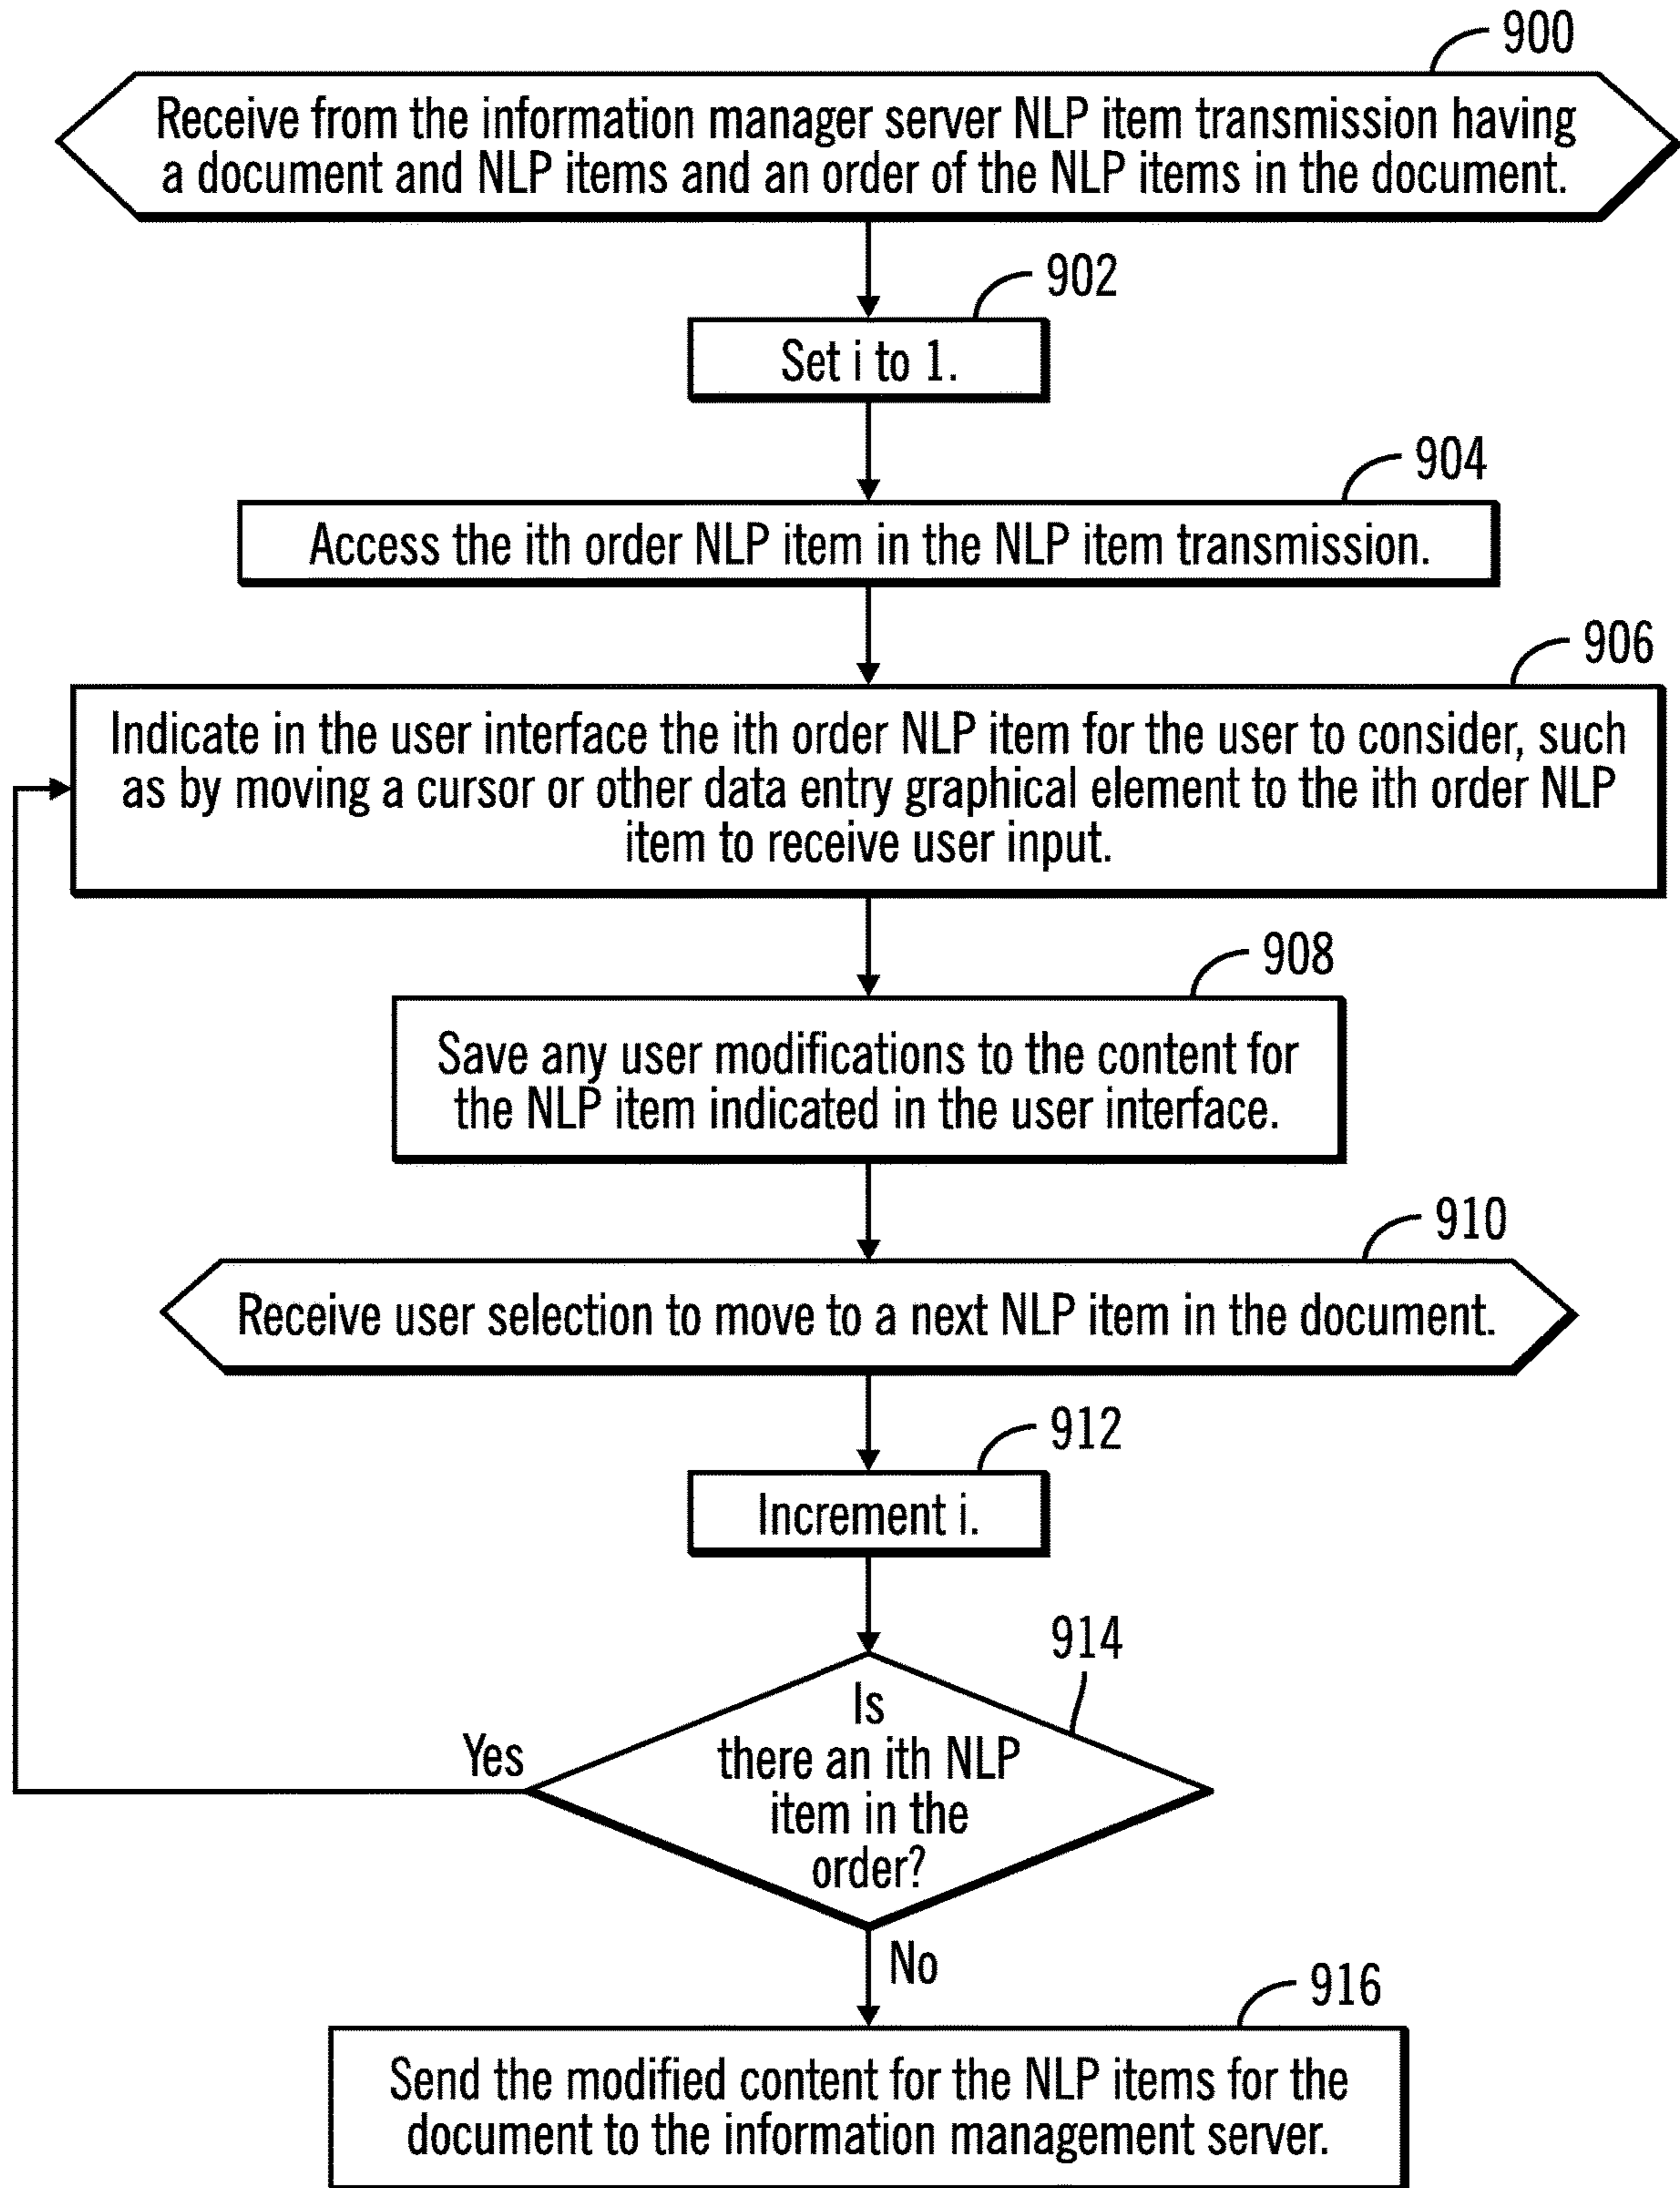 900
Receive from the information manager server NLP item transmission having
a document and NLP items and an order of the NLP items in the document.
902
Set i to 1.
904
Access the ith order NLP item in the NLP item transmission.
906
Indicate in the user interface the ith order NLP item for the user to consider, such
as by moving a cursor or other data entry graphical element to the ith order NLP
item to receive user input.
908
Save any user modifications to the content for
the NLP item indicated in the user interface.
910
Receive user selection to move to a next NLP item in the document.
912
Increment i.
914
Is
there an ith NLP
item in the
order?
Yes
No
916
Send the modified content for the NLP items for the
document to the information management server.